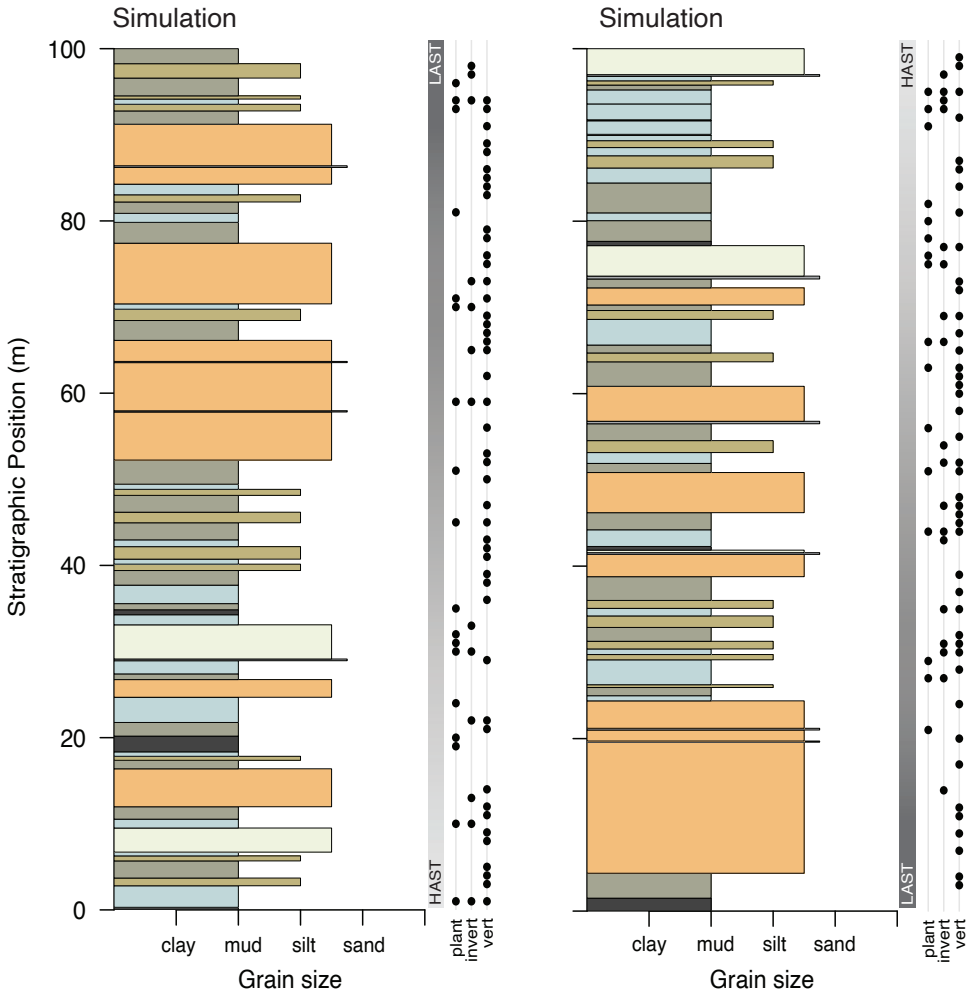 Simulation
Simulation
100
80
60
40
20
0
Stratigraphic Position (m)
LAST
HAST
HAST
LAST
clay
mud
silt
sand
plant
invert
vert
clay
mud
silt
sand
plant
invert
vert
Grain size
Grain size